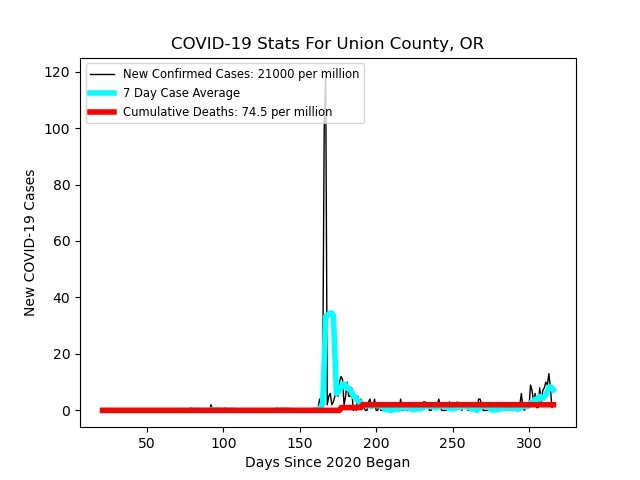 COVID-19 Stats For Union County, OR
New Confirmed Cases: 21000 per million
7 Day Case Average
Cumulative Deaths: 74.5 per million
New COVID-19 Cases
120
100
80
60
40
20
0
50 100 150 200 250 300
Days Since 2020 Began